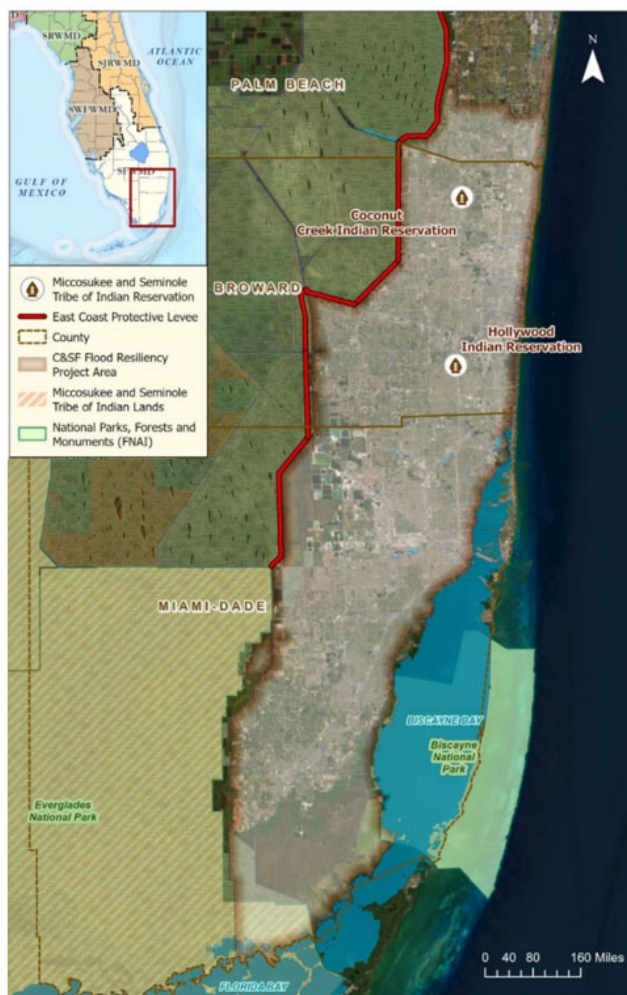 SRWMD
SJRWMD
ATLANTIC
OCEAN
SWFWMD
SFWMD
GULF OF
MEXICO
Miccosukee and Seminole
Tribe of Indian Reservation
East Coast Protective Levee
County
C&SF Flood Resiliency
Project Area
Miccosukee and Seminole
Tribe of Indian Lands
National Parks, Forests and
Monuments (FNAI)
N
PALM BEACH
Coconut
Creek Indian Reservation
BROWARD
Hollywood
Indian Reservation
MIAMI-DADE
BISCAYNE BAY
Biscayne
National
Park
Everglades
National Park
FLORIDA BAY
0 40 80 160 Miles